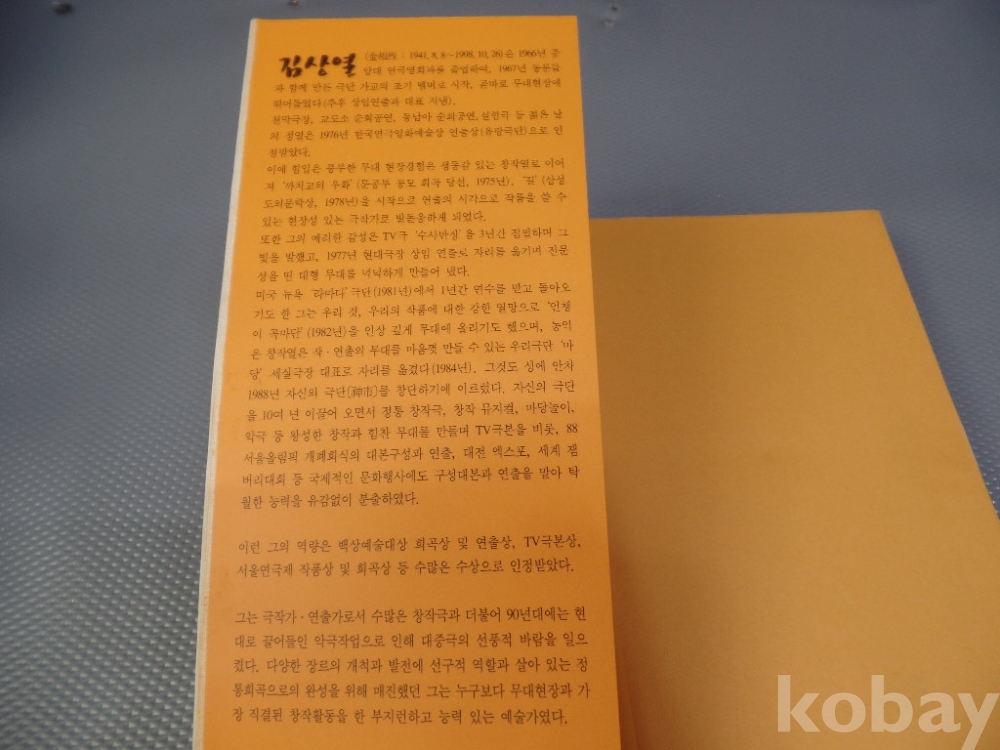 김상열 (金相烈 : 1941. 8. 8~1998. 10. 26)은 1966년 중
앙대 연극영화과를 졸업하여, 1967년 동문들
과 함께 만든 극단 가교의 초기 멤버로 시작, 곧바로 무대현장에
뛰어들었다(추후 상임연출과 대표 지냄).
천막극장, 교도소 순회공연, 몽남아 순회공연, 등 젊은 날
의 정열은 1976년 한국연극영화예술상 연출상(유랑극단)으로 인
정받았다.
이에 힘입은 풍부한 무대 현장경험은 생동감 있는 창작열로 이어
져 '까치교의 우화' (문공부 공모 희곡 당선, 1975년), '길' (삼성
도의문학상, 1978년)을 시작으로 연출의 시각으로 작품을 쓸 수
있는 현장성 있는 극작가로 발돋움하게 되었다.
또한 그의 예리한 감성은 TV극 '수사반장' 을 3년간 집필하며 그
빛을 발했고, 1977년 현대극장 상임 연출로 자리를 옮기며 전문
성을 띤 대형 무대를 넉넉하게 만들어 냈다.
미국 뉴욕 '라마마' 극단(1981년)에서 1년간 연수를 받고 돌아오
기도 한 그는 우리 것, 우리의 작품에 대한 강한 열망으로 '언챙
이 곡마단' (1982년)을 인상 깊게 무대에 올리기도 했으며, 농익
은 창작열은 작·연출의 무대를 마음껏 만들 수 있는 우리극단 '마
당' 세실극장 대표로 자리를 옮겼다(1984년). 그것도 성에 안차
1988년 자신의 극단[神市]를 창단하기에 이르렀다. 자신의 극단
을 10여 년 이끌어 오면서 정통 창작극, 창작 뮤지컬, 마당놀이,
악극 등 왕성한 창작과 힘찬 무대를 만들며 TV극본을 비롯, 88
서울올림픽 개폐회식의 대본구성과 연출, 대전 엑스포, 세계 잼
버리대회 등 국제적인 문화행사에도 구성대본과 연출을 맡아 탁
월한 능력을 유감없이 분출하였다.
이런 그의 역량은 백상예술대상 희곡상 및 연출상, TV극본상,
서울연극제 작품상 및 희곡상 등 수많은 수상으로 인정받았다.
그는 극작가·연출가로서 수많은 창작극과 더불어 90년대에는 현
대로 끌어들인 악극작업으로 인해 대중극의 선풍적 바람을 일으
켰다. 다양한 장르의 개척과 발전에 선구적 역할과 살아 있는 정
통희곡으로의 완성을 위해 매진했던 그는 누구보다 무대현장과 가
장 직결된 창작활동을 한 부지런하고 능력 있는 예술가였다.
kobay